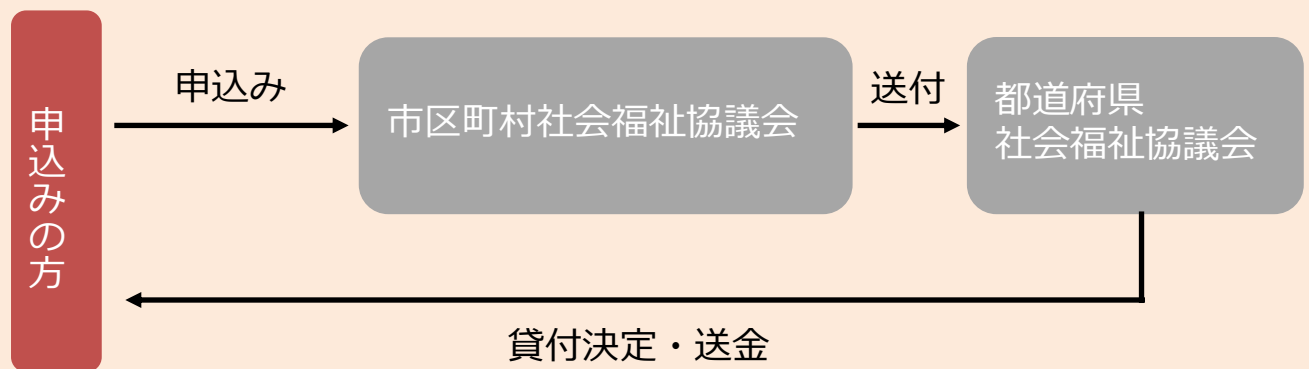 申込みの方
申込み
市区町村社会福祉協議会
送付
都道府県
社会福祉協議会
貸付決定・送金